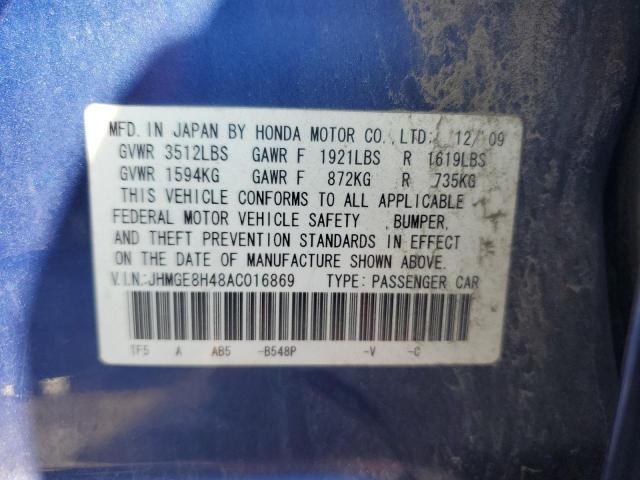 MFD. IN JAPAN BY HONDA MOTOR CO.,LTD; 12/ 09
GVWR 3512LBS GAWR F 1921LBS R 1619LBS
GVWR 1594KG GAWR F 872KG R 735KG
THIS VEHICLE CONFORMS TO ALL APPLICABLE
FEDERAL MOTOR VEHICLE SAFETY ,BUMPER,
AND THEFT PREVENTION STANDARDS IN EFFECT
ON THE DATE OF MANUFACTURE SHOWN ABOVE.
V.I.N.:JHMGE8H48AC016869 TYPE: PASSENGER CAR
TF5 A AB5 -B548P -V -C